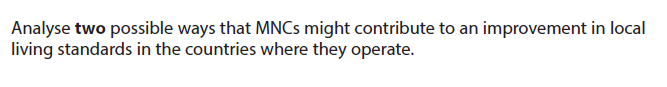 Analyse two possible ways that MNCs might contribute to an improvement in local
living standards in the countries where they operate.